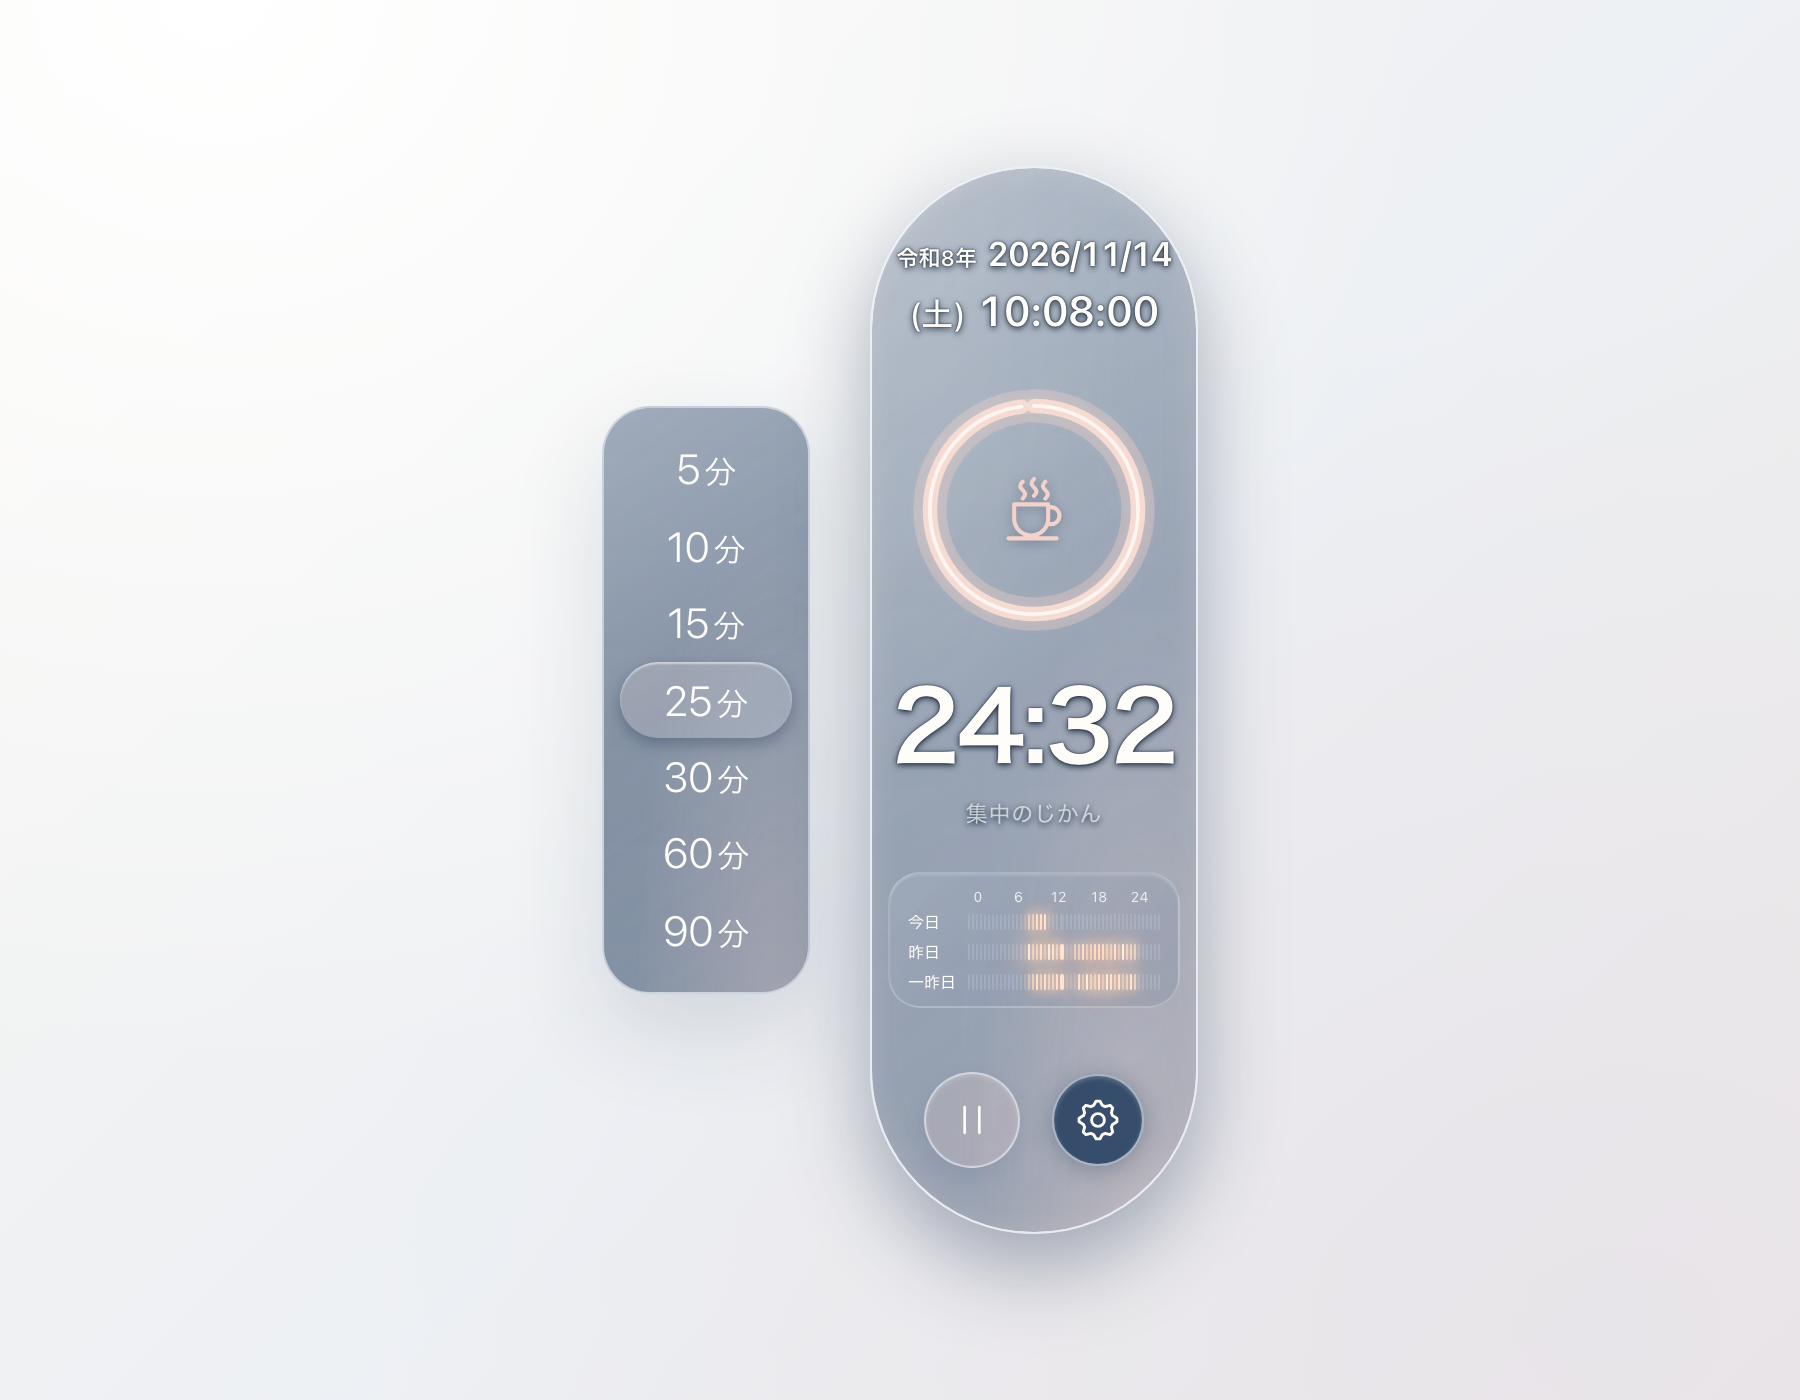 5分
10分
15分
25分
30分
60分
90分
令和8年 2026/11/14
(土) 10:08:00
24:32
集中のじかん
0 6 12 18 24
今日
昨日
一昨日